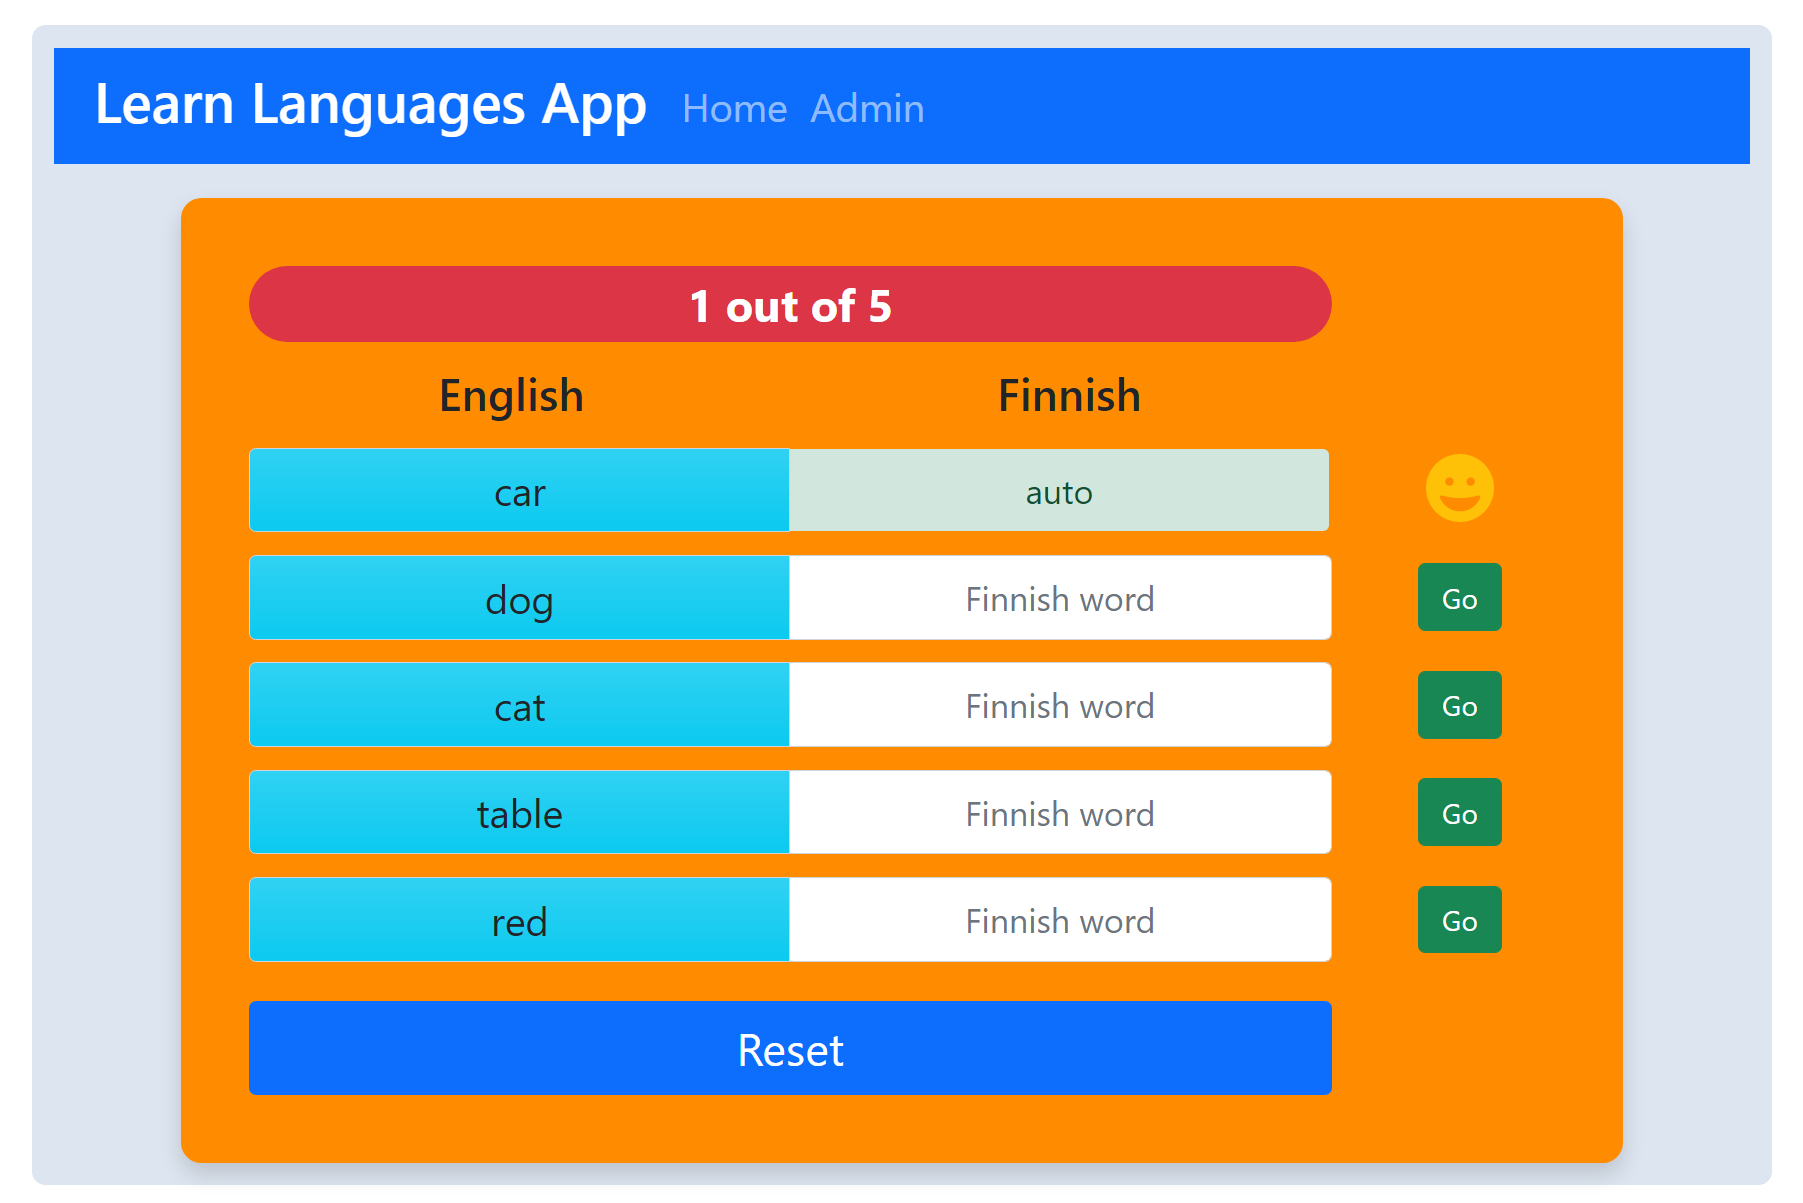 Learn Languages App Home Admin
1 out of 5
English Finnish
car auto
dog Finnish word Go
cat Finnish word Go
table Finnish word Go
red Finnish word Go
Reset